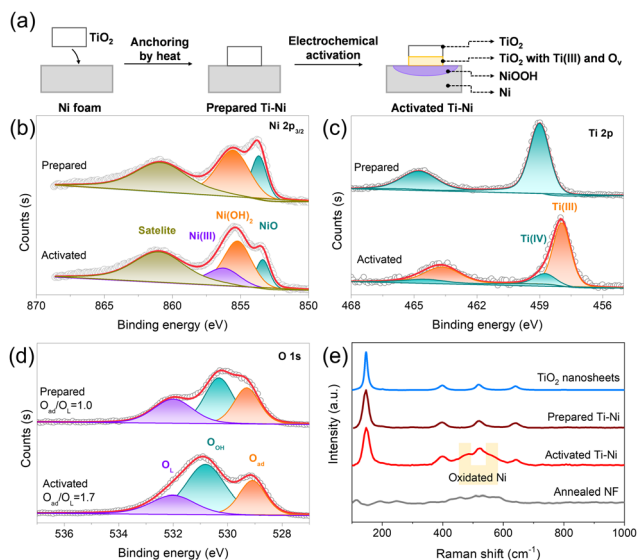 (a)
TiO2
Ni foam
Anchoring
by heat
Prepared Ti-Ni
Electrochemical
activation
Activated Ti-Ni
TiO2
TiO2 with Ti(III) and Ov
NiOOH
Ni
(b)
Ni 2p3/2
Prepared
Satelite
Ni(III)
Ni(OH)2
NiO
Activated
Counts (s)
870 865 860 855 850
Binding energy (eV)
(c)
Ti 2p
Prepared
Ti(III)
Ti(IV)
Activated
Counts (s)
468 465 462 459 456
Binding energy (eV)
(d)
O 1s
Prepared
Oad/OL=1.0
OL
OOH
Oad
Activated
Oad/OL=1.7
Counts (s)
536 534 532 530 528
Binding energy (eV)
(e)
TiO2 nanosheets
Prepared Ti-Ni
Activated Ti-Ni
Oxidated Ni
Annealed NF
Intensity (a.u.)
200 400 600 800 1000
Raman shift (cm-1)